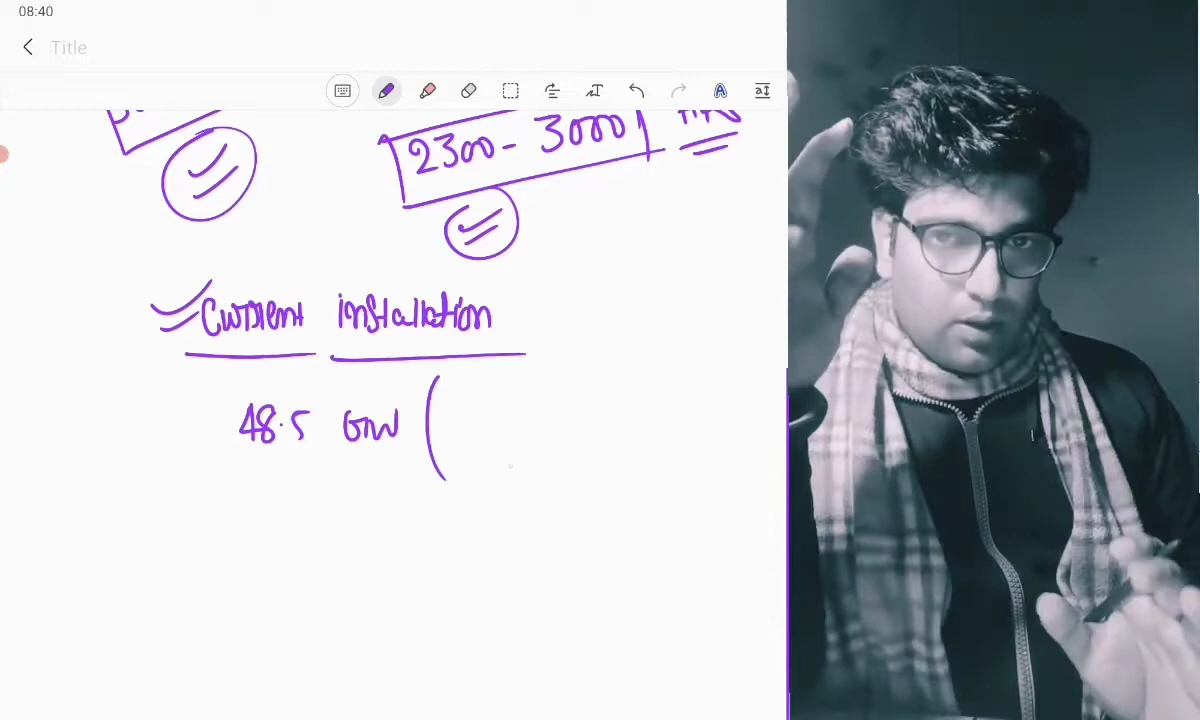 08:40
Title
2300 - 3000
Current installation
48.5 GW (